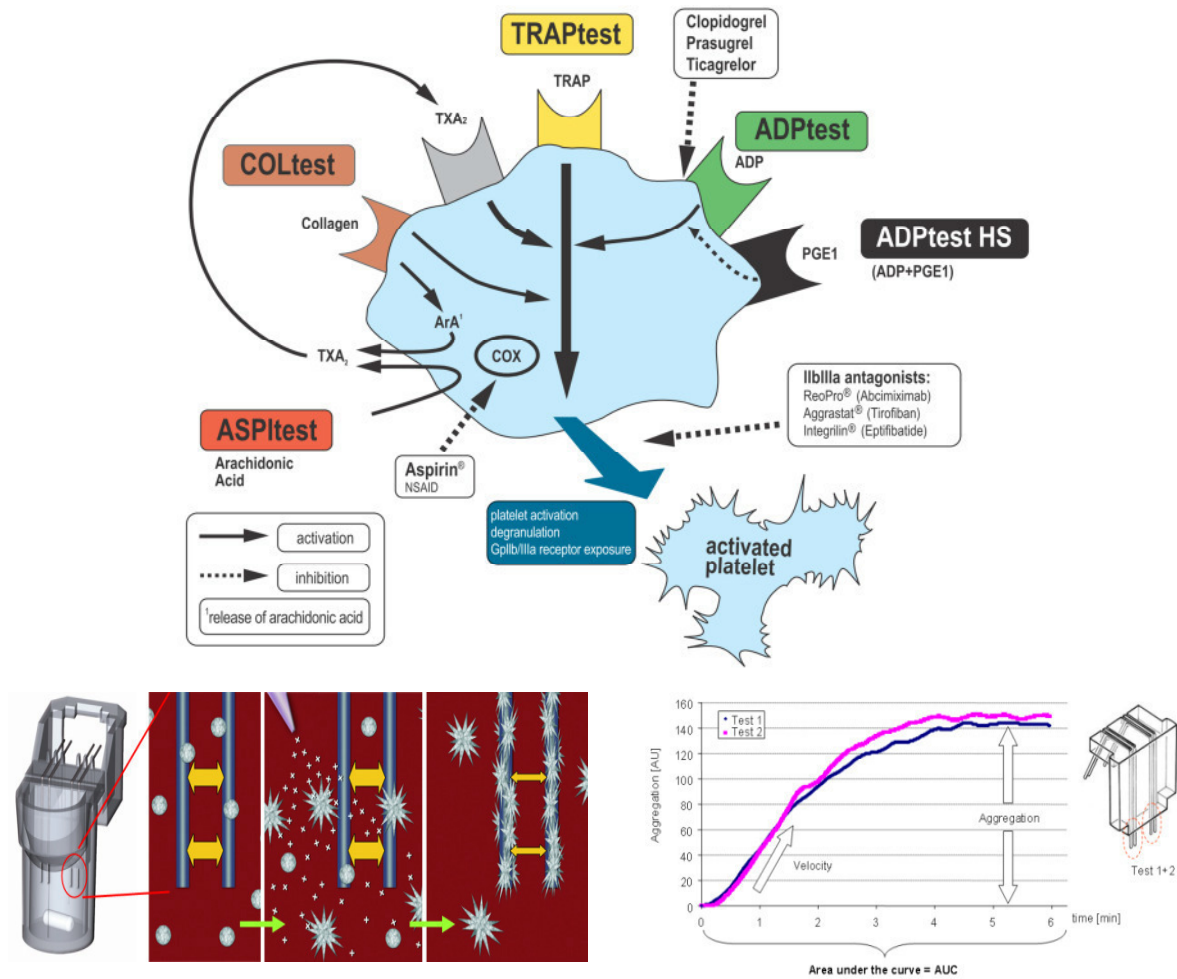 TRAPtest
TRAP
Clopidogrel
Prasugrel
Ticagrelor
TXA₂
COLtest
Collagen
ADPtest
ADP
ADPtest HS
(ADP+PGE1)
PGE1
ArA¹
TXA₂
COX
ASPItest
Arachidonic
Acid
Aspirin®
NSAID
IIbIIIa antagonists:
ReoPro® (Abcimiximab)
Aggrastat® (Tirofiban)
Integrilin® (Eptifibatide)
platelet activation
degranulation
GpIIb/IIIa receptor exposure
activated
platelet
activation
inhibition
¹release of arachidonic acid
Aggregation [AU]
160
140
120
100
80
60
40
20
0
Test 1
Test 2
Aggregation
Velocity
0 1 2 3 4 5 6
time [min]
Area under the curve = AUC
Test 1+2